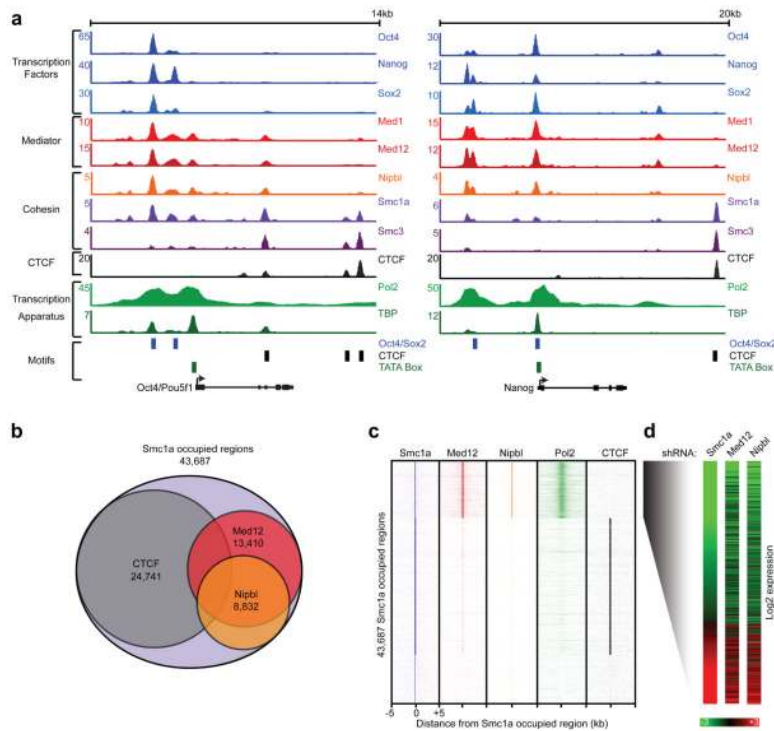 a
14kb
20kb
Transcription
Factors
65
Oct4
40
Nanog
30
Sox2
Mediator
10
Med1
15
Med12
Cohesin
5
Nipbl
5
Smc1a
4
Smc3
CTCF
20
CTCF
Transcription
Apparatus
45
Pol2
7
TBP
Motifs
Oct4/Sox2
CTCF
TATA Box
Oct4/Pou5f1
30
Oct4
12
Nanog
10
Sox2
15
Med1
12
Med12
4
Nipbl
6
Smc1a
5
Smc3
20
CTCF
50
Pol2
12
TBP
Oct4/Sox2
CTCF
TATA Box
Nanog
b
Smc1a occupied regions
43,687
CTCF
24,741
Med12
13,410
Nipbl
8,832
c
Smc1a Med12 Nipbl Pol2 CTCF
43,687 Smc1a occupied regions
-5 0 +5
Distance from Smc1a occupied region (kb)
d
shRNA: Smc1a Med12 Nipbl
Log2 expression